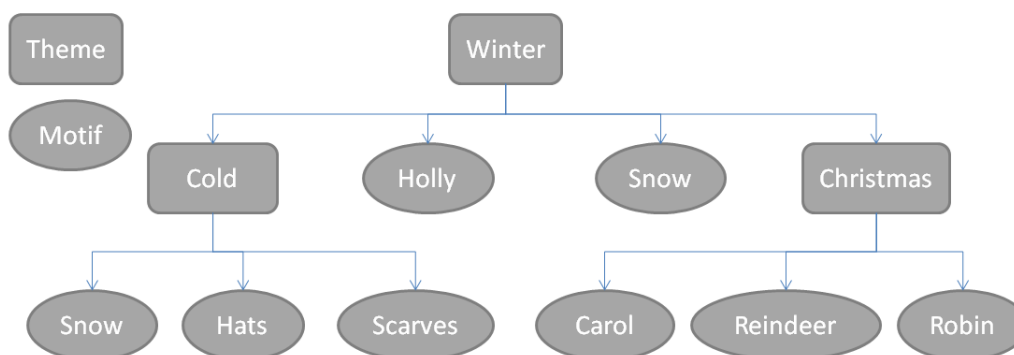 Theme
Winter
Motif
Cold
Holly
Snow
Christmas
Snow
Hats
Scarves
Carol
Reindeer
Robin